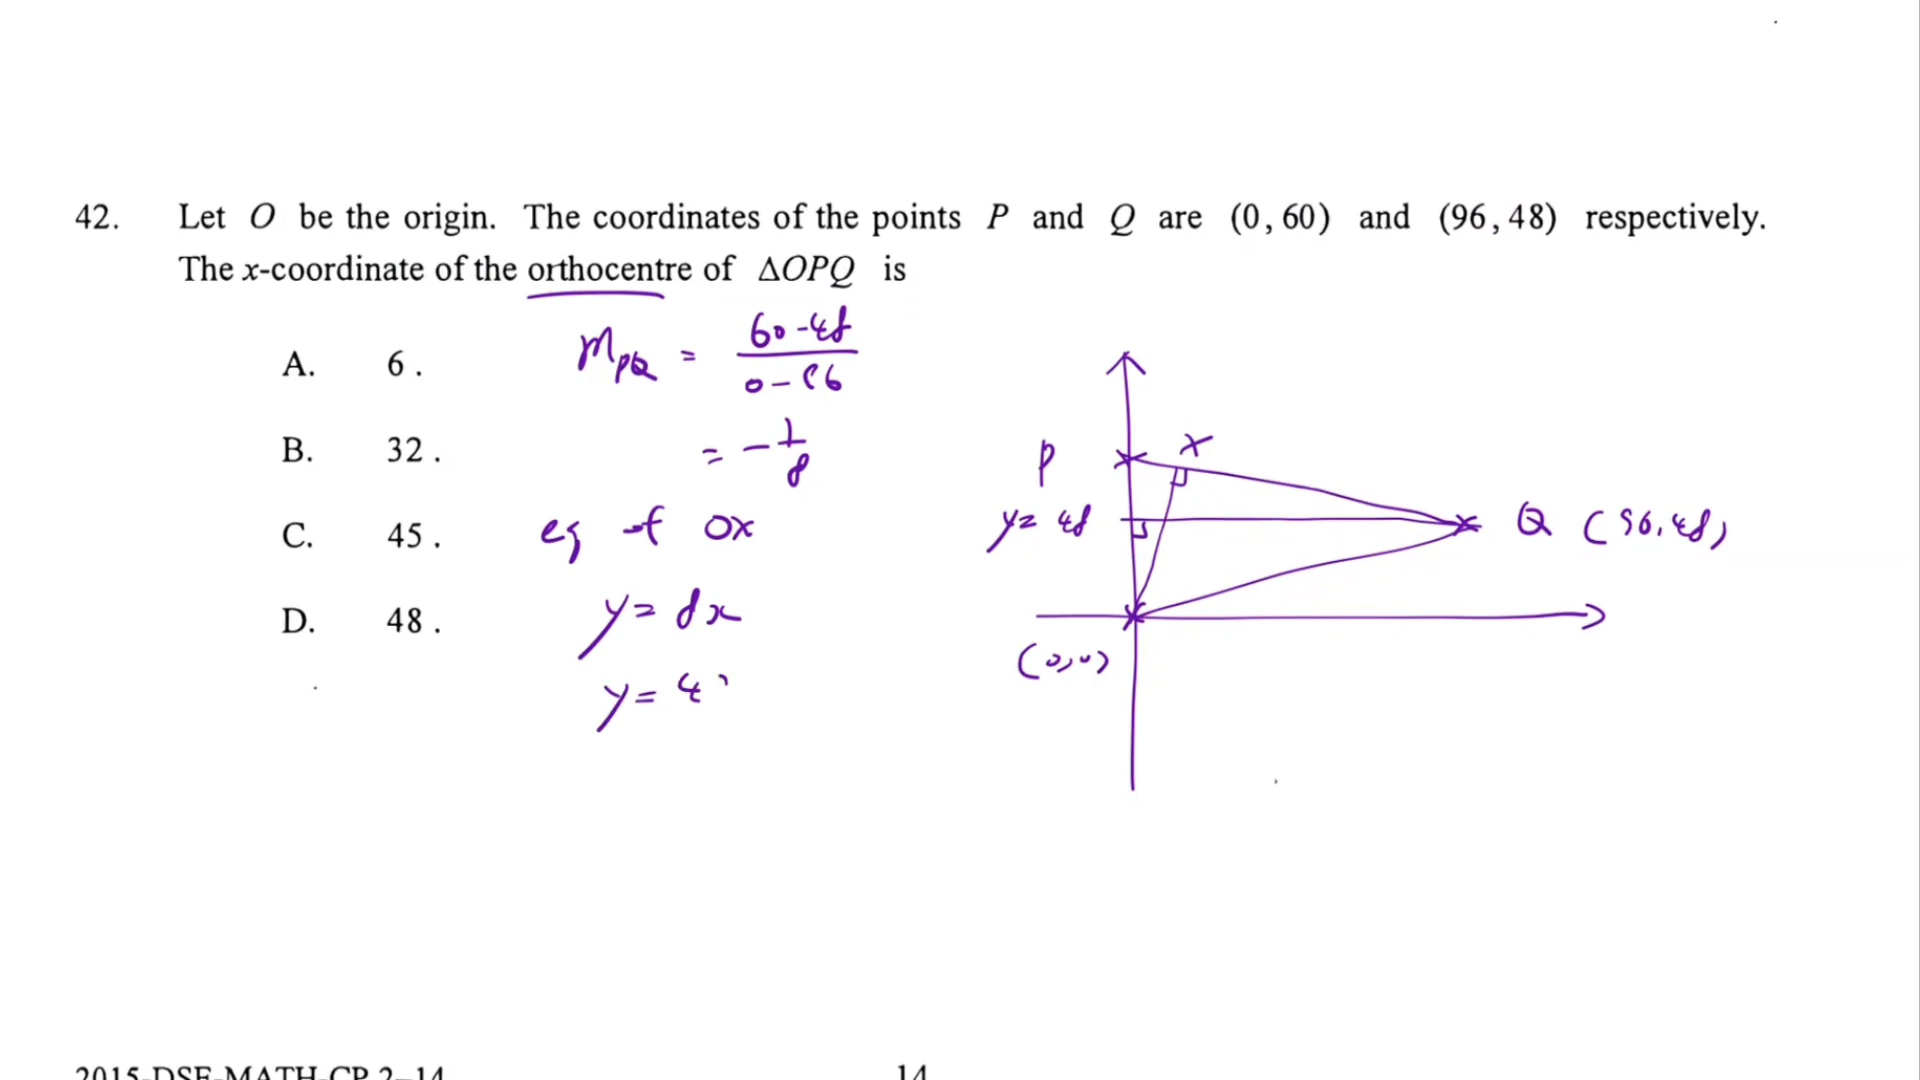 42. Let O be the origin. The coordinates of the points P and Q are (0, 60) and (96, 48) respectively.
The x-coordinate of the orthocentre of ΔOPQ is
A. 6.
B. 32.
C. 45.
D. 48.
m_PQ = (60-48)/(0-96)
= -1/8
eq of OX
y = 8x
y = 4
P
X
y = 48
Q (96, 48)
(0,0)
2015-DSE-MATH-CP 2–14
14